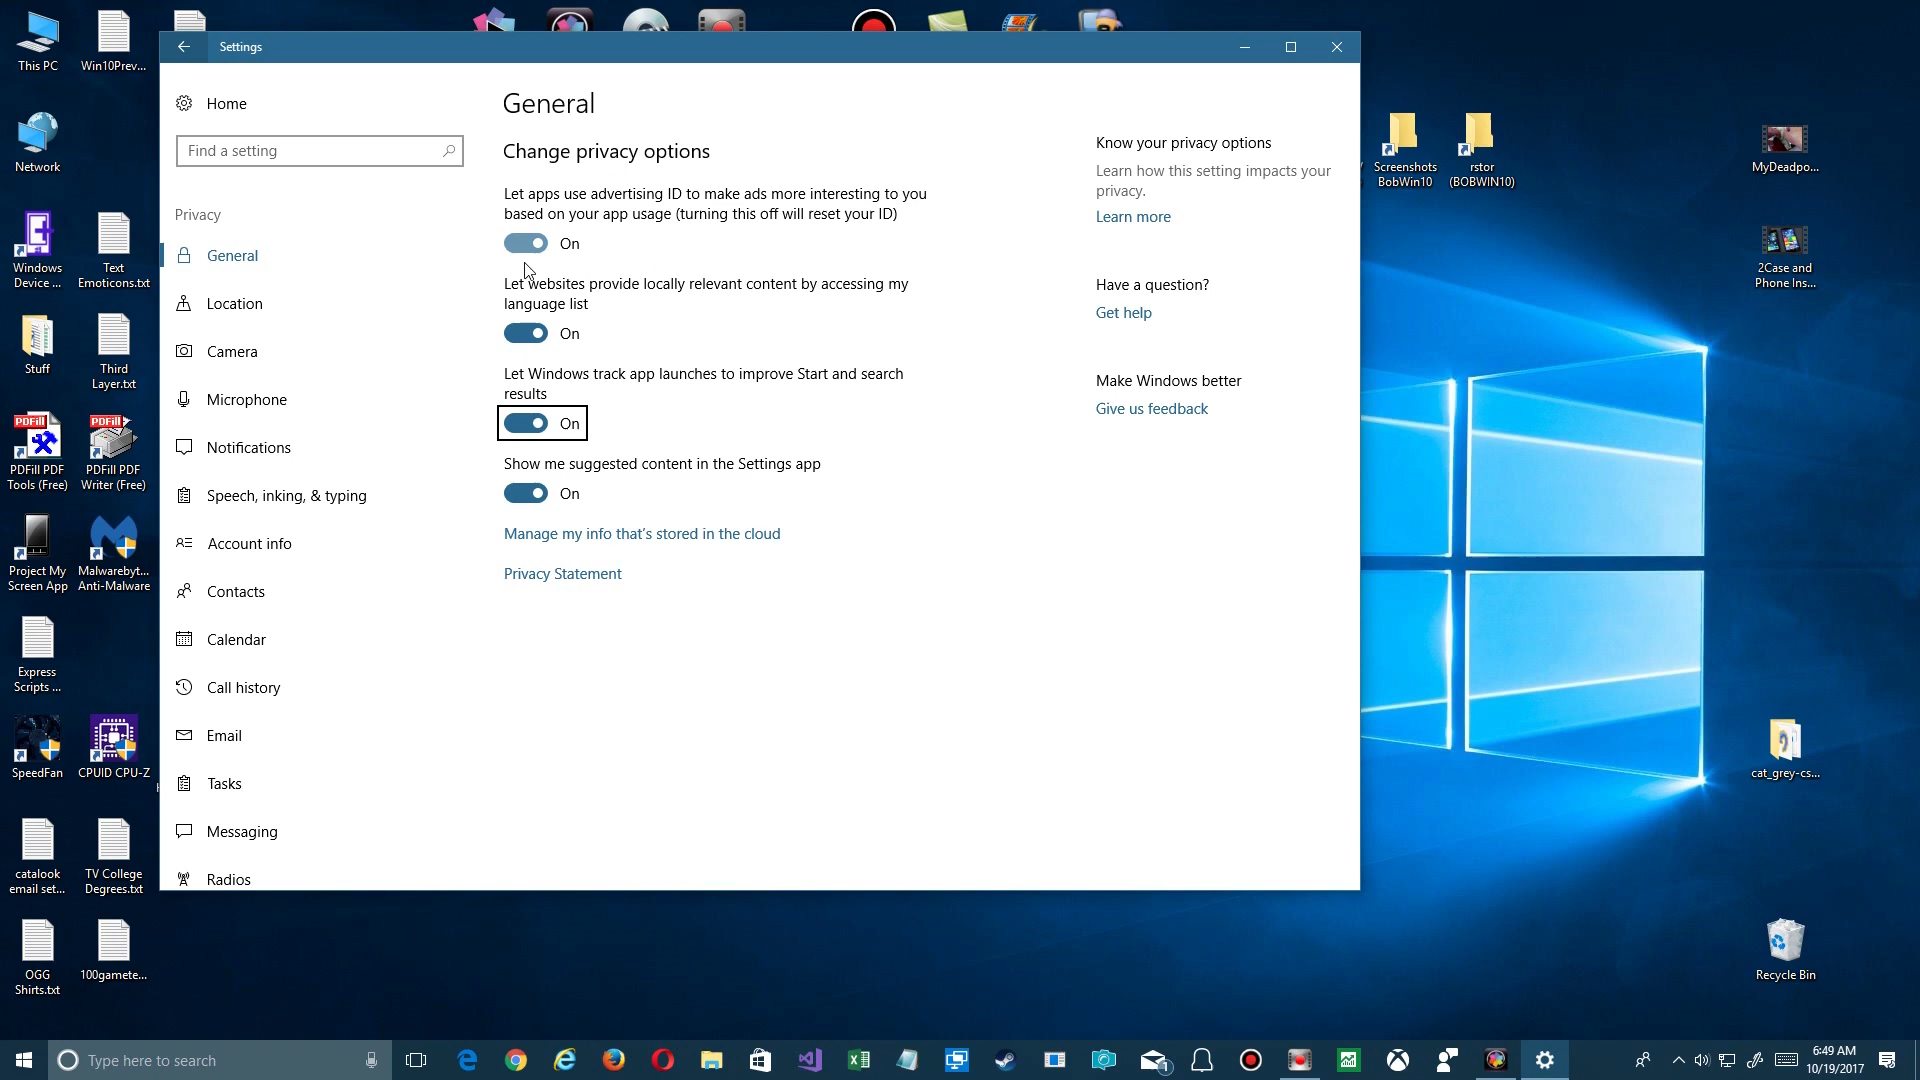 This PC
Win10Prev...
Network
Windows
Device ...
Text
Emoticons.txt
Stuff
Third
Layer.txt
PDFill
PDFill
PDFill PDF
Tools (Free)
PDFill PDF
Writer (Free)
Project My
Screen App
Malwarebyt...
Anti-Malware
Express
Scripts ...
SpeedFan
CPUID CPU-Z
catalook
email set...
TV College
Degrees.txt
OGG
Shirts.txt
100gamete...
Settings
Home
Find a setting
Privacy
General
Location
Camera
Microphone
Notifications
Speech, inking, & typing
Account info
Contacts
Calendar
Call history
Email
Tasks
Messaging
Radios
General
Change privacy options
Let apps use advertising ID to make ads more interesting to you
based on your app usage (turning this off will reset your ID)
On
Let websites provide locally relevant content by accessing my
language list
On
Let Windows track app launches to improve Start and search
results
On
Show me suggested content in the Settings app
On
Manage my info that's stored in the cloud
Privacy Statement
Know your privacy options
Learn how this setting impacts your
privacy.
Learn more
Have a question?
Get help
Make Windows better
Give us feedback
Screenshots
BobWin10
rstor
(BOBWIN10)
MyDeadpo...
2Case and
Phone Ins...
cat_grey-cs...
Recycle Bin
Type here to search
1
6:49 AM
10/19/2017